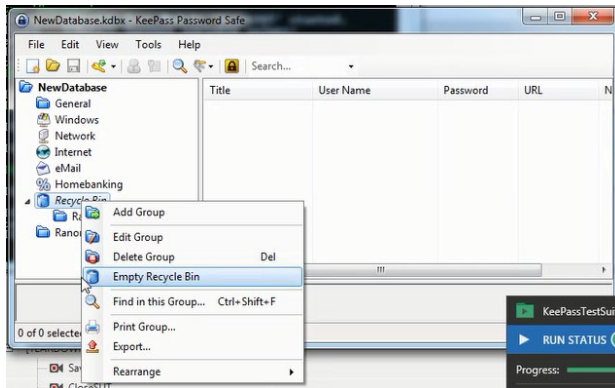 NewDatabase.kdbx - KeePass Password Safe
File Edit View Tools Help
Search...
NewDatabase
General
Windows
Network
Internet
eMail
Homebanking
Recycle Bin
Title User Name Password URL N
Add Group
Edit Group
Delete Group Del
Empty Recycle Bin
Find in this Group... Ctrl+Shift+F
Print Group...
Export...
Rearrange
0 of 0 selected
KeePassTestSui
RUN STATUS
Progress:
CloseSUT